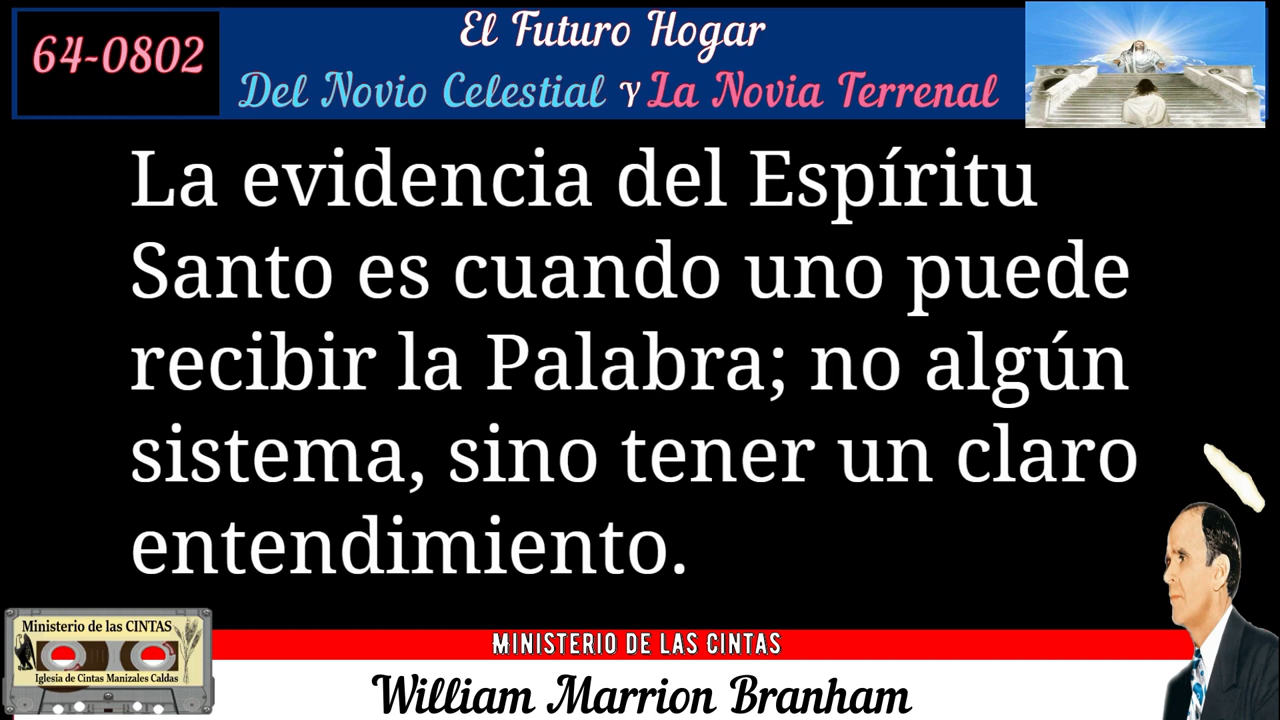 64-0802
El Futuro Hogar
Del Novio Celestial Y La Novia Terrenal
La evidencia del Espíritu
Santo es cuando uno puede
recibir la Palabra; no algún
sistema, sino tener un claro
entendimiento.
Ministerio de las CINTAS
Iglesia de Cintas Manizales Caldas
MINISTERIO DE LAS CINTAS
William Marrion Branham